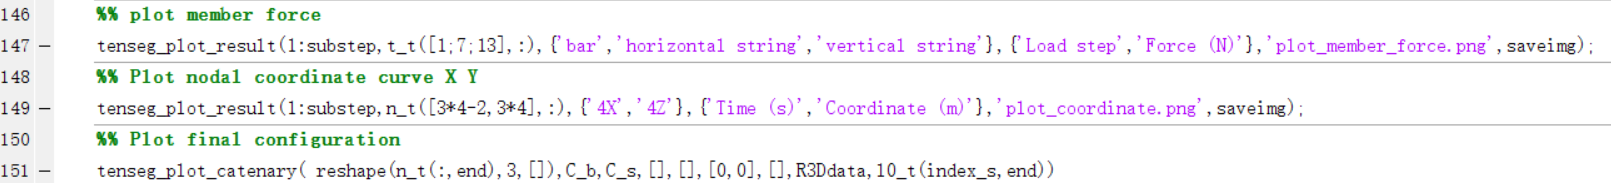 146 %% plot member force
147 – tenseg_plot_result(1:substep,t_t([1;7;13],:),{'bar','horizontal string','vertical string'},{'Load step','Force (N)'},'plot_member_force.png',saveimg);
148 %% Plot nodal coordinate curve X Y
149 – tenseg_plot_result(1:substep,n_t([3*4-2,3*4],:),{'4X','4Z'},{'Time (s)','Coordinate (m)'},'plot_coordinate.png',saveimg);
150 %% Plot final configuration
151 – tenseg_plot_catenary( reshape(n_t(:,end),3,[]),C_b,C_s,[],[],[0,0],[],R3Ddata,l0_t(index_s,end))